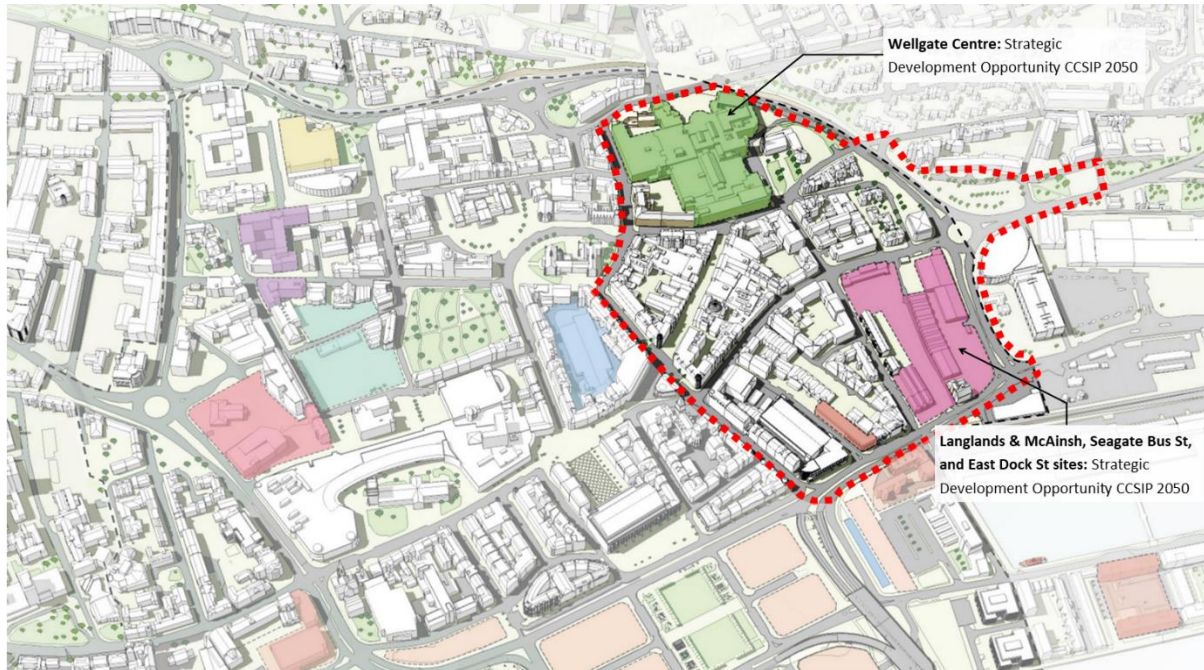 Wellgate Centre: Strategic
Development Opportunity CCSIP 2050
Langlands & McAinsh, Seagate Bus St,
and East Dock St sites: Strategic
Development Opportunity CCSIP 2050